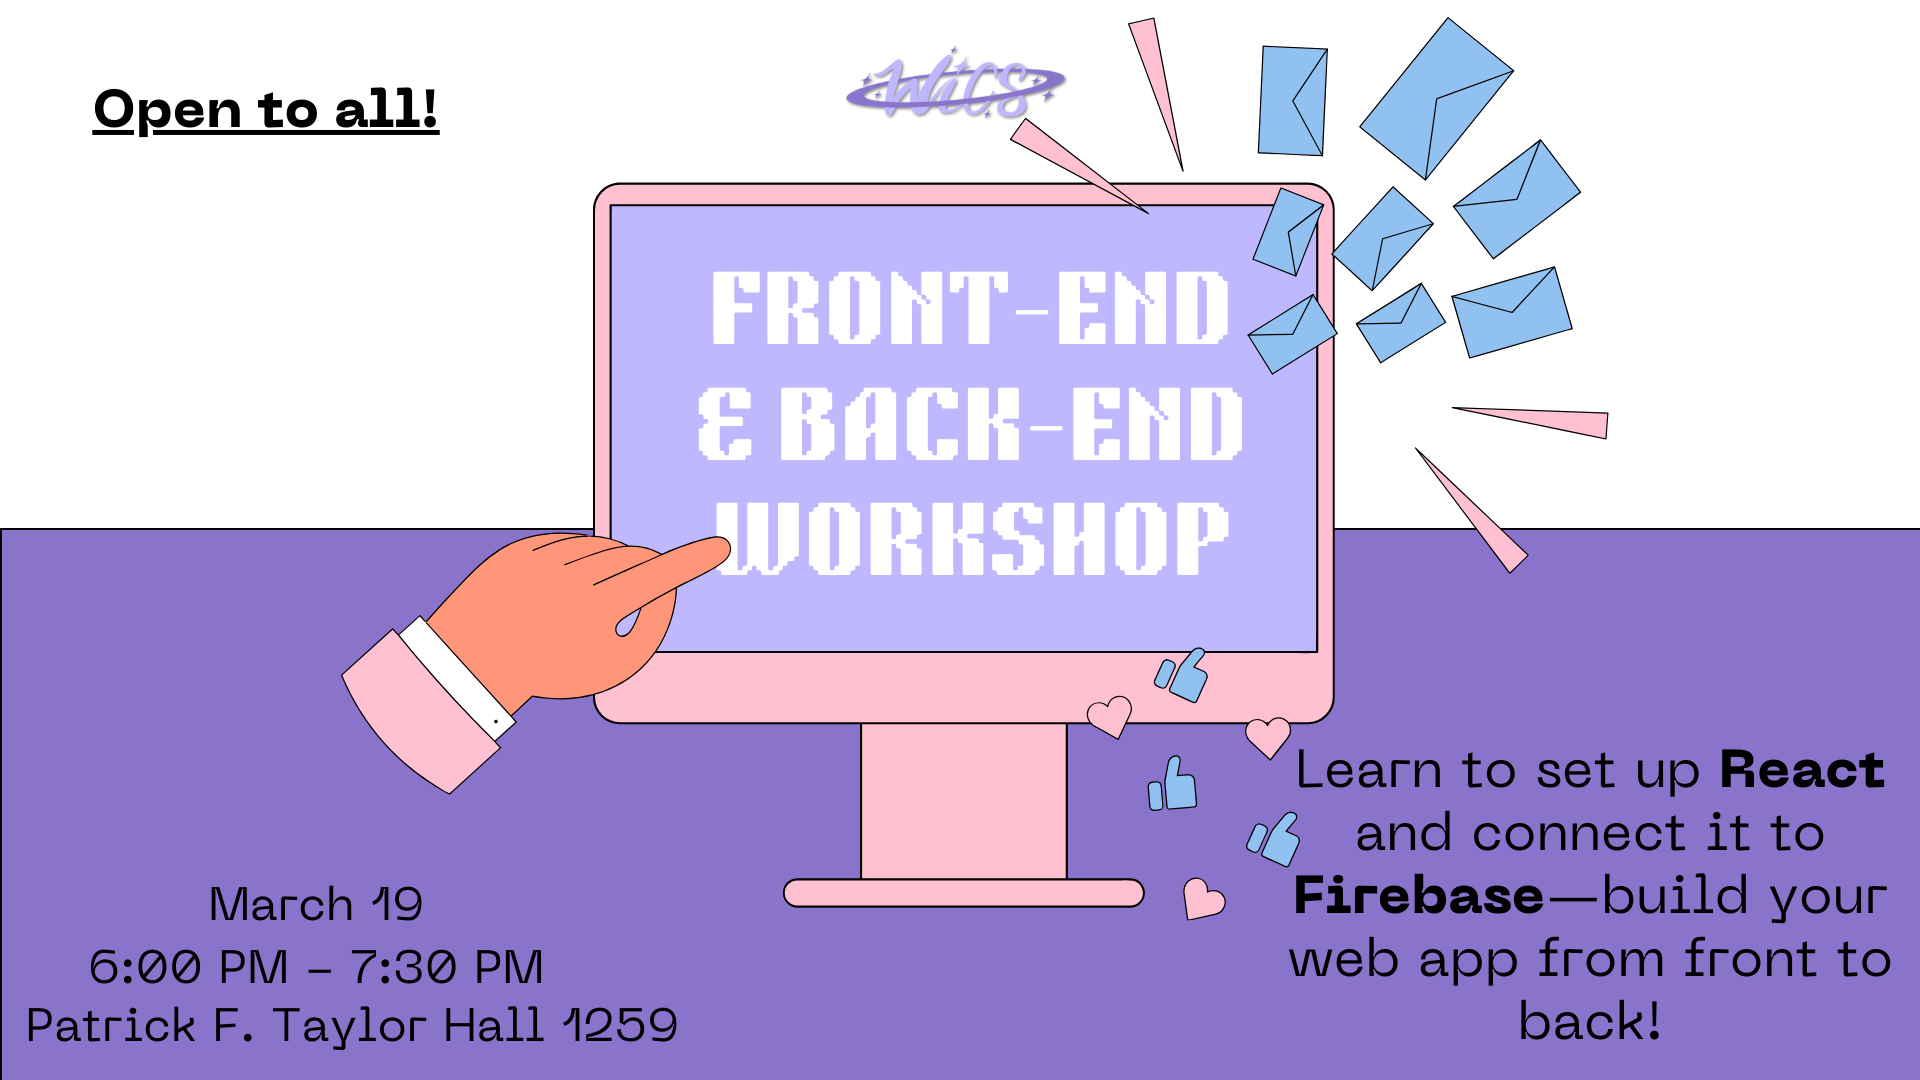 Open to all!
WiCS
FRONT-END
& BACK-END
WORKSHOP
Learn to set up React
and connect it to
Firebase—build your
web app from front to
back!
March 19
6:00 PM – 7:30 PM
Patrick F. Taylor Hall 1259